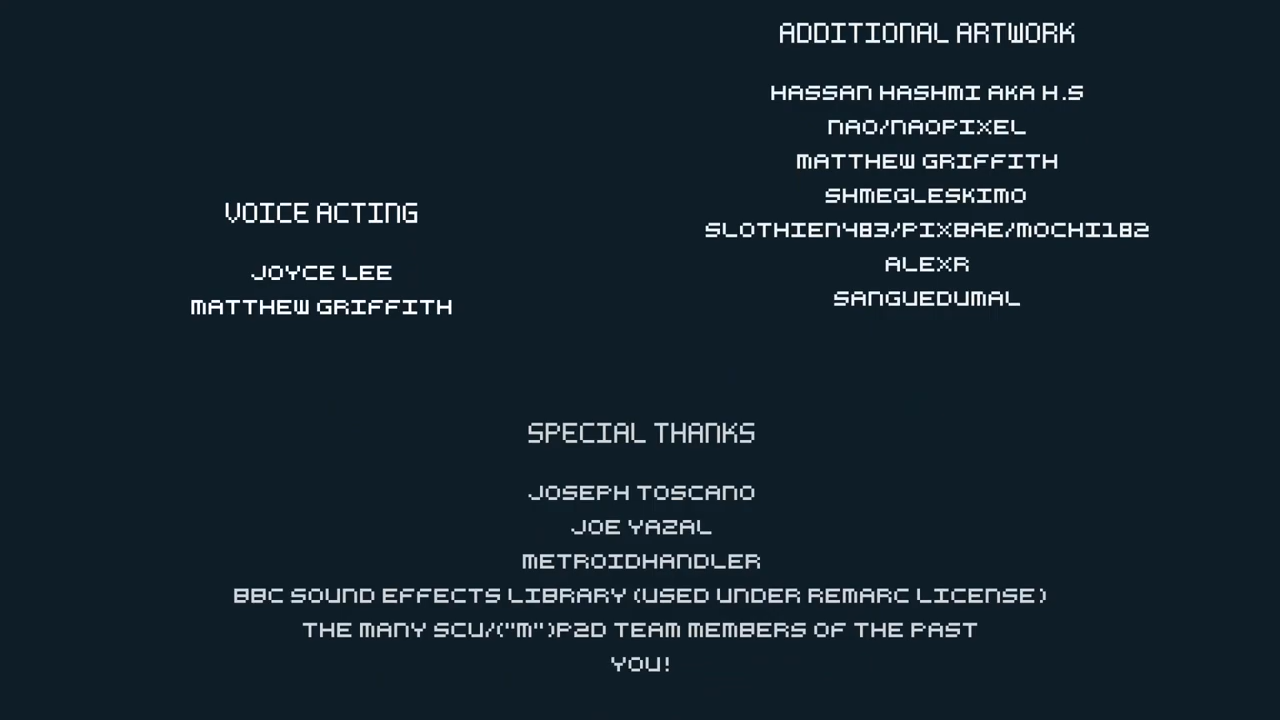 VOICE ACTING
JOYCE LEE
MATTHEW GRIFFITH
ADDITIONAL ARTWORK
HASSAN HASHMI AKA H.S
NAO/NAOPIXEL
MATTHEW GRIFFITH
SHMEGLESKIMO
SLOTHIEN483/PIXBAE/MOCHI182
ALEXR
SANGUEDUMAL
SPECIAL THANKS
JOSEPH TOSCANO
JOE YAZAL
METROIDHANDLER
BBC SOUND EFFECTS LIBRARY (USED UNDER REMARC LICENSE)
THE MANY SCU/("M")P2D TEAM MEMBERS OF THE PAST
YOU!